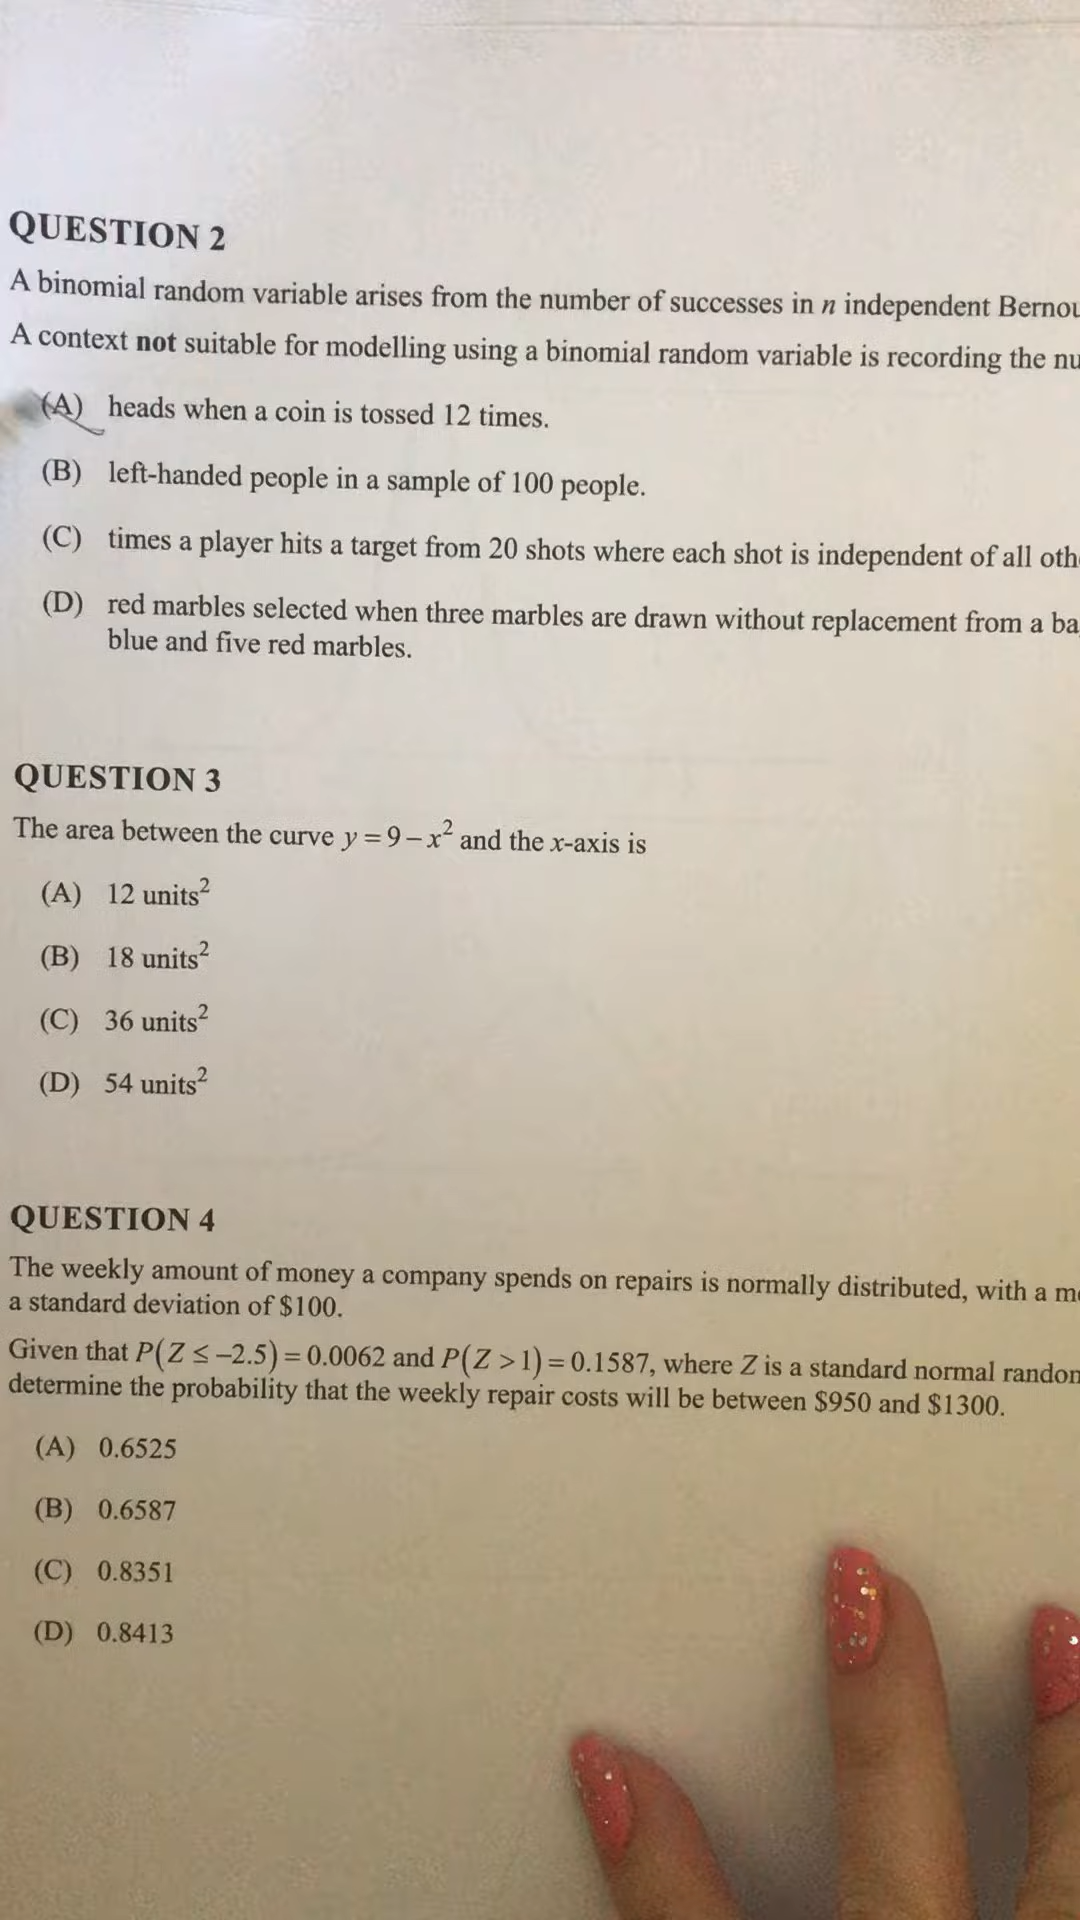 QUESTION 2
A binomial random variable arises from the number of successes in n independent
A context not suitable for modelling using a binomial random variable is recording the
(A) heads when a coin is tossed 12 times.
(B) left-handed people in a sample of 100 people.
(C) times a player hits a target from 20 shots where each shot is independent of all
(D) red marbles selected when three marbles are drawn without replacement from a
blue and five red marbles.
QUESTION 3
The area between the curve y = 9 – x² and the x-axis is
(A) 12 units²
(B) 18 units²
(C) 36 units²
(D) 54 units²
QUESTION 4
The weekly amount of money a company spends on repairs is normally distributed, with a
a standard deviation of $100.
Given that P(Z ≤ –2.5) = 0.0062 and P(Z > 1) = 0.1587, where Z is a standard normal
determine the probability that the weekly repair costs will be between $950 and $1300.
(A) 0.6525
(B) 0.6587
(C) 0.8351
(D) 0.8413